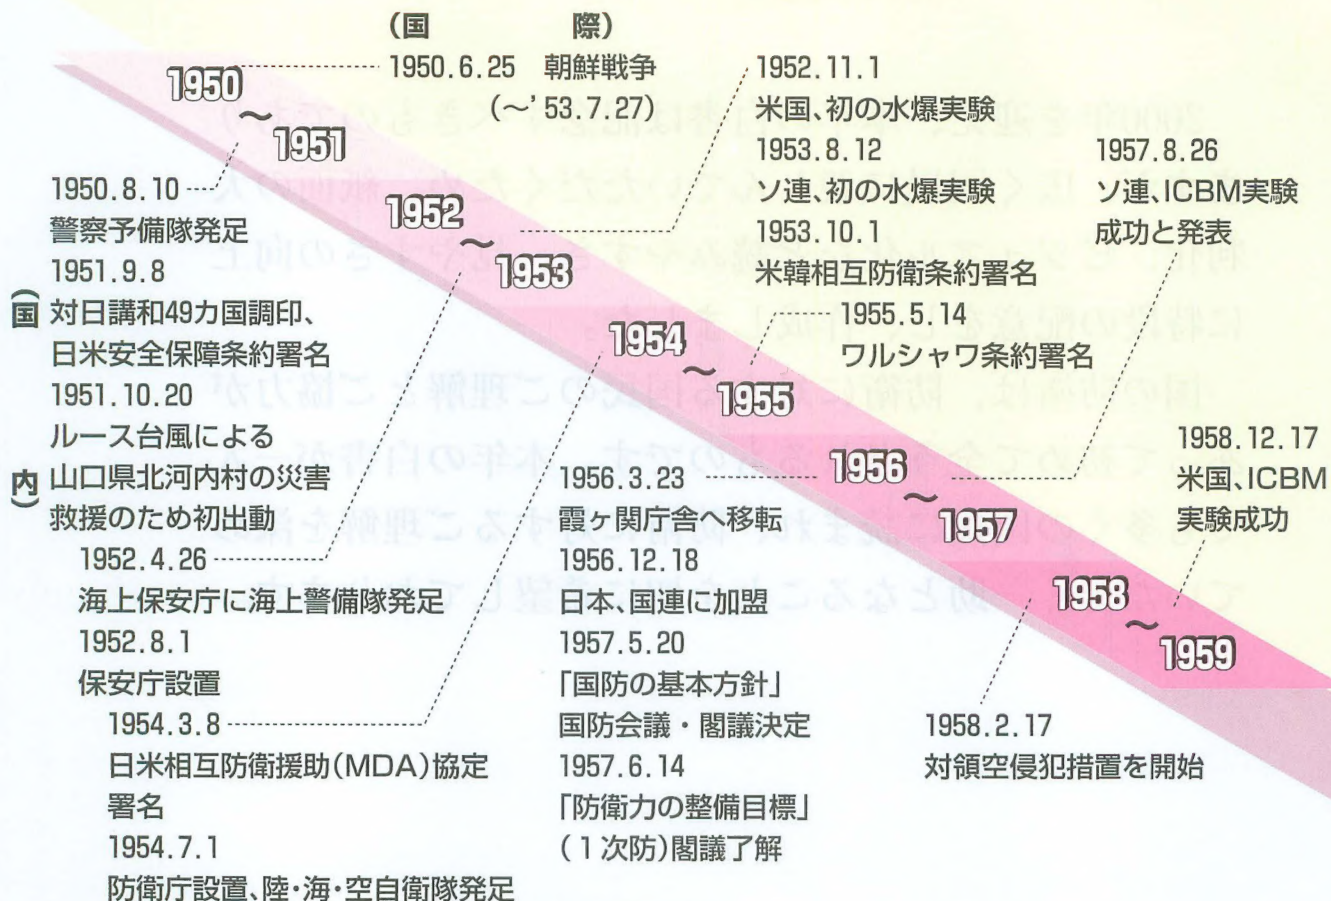 (国 際)
1950.6.25 朝鮮戦争
(~'53.7.27)
1952.11.1
米国、初の水爆実験
1953.8.12
ソ連、初の水爆実験
1953.10.1
米韓相互防衛条約署名
1955.5.14
ワルシャワ条約署名
1957.8.26
ソ連、ICBM実験
成功と発表
1958.12.17
米国、ICBM
実験成功
1950
~
1951
1952
~
1953
1954
~
1955
1956
~
1957
1958
~
1959
(国 内)
1950.8.10
警察予備隊発足
1951.9.8
対日講和49カ国調印、
日米安全保障条約署名
1951.10.20
ルース台風による
山口県北河内村の災害
救援のため初出動
1952.4.26
海上保安庁に海上警備隊発足
1952.8.1
保安庁設置
1954.3.8
日米相互防衛援助(MDA)協定
署名
1954.7.1
防衛庁設置、陸・海・空自衛隊発足
1956.3.23
霞ヶ関庁舎へ移転
1956.12.18
日本、国連に加盟
1957.5.20
「国防の基本方針」
国防会議・閣議決定
1957.6.14
「防衛力の整備目標」
(1次防)閣議了解
1958.2.17
対領空侵犯措置を開始